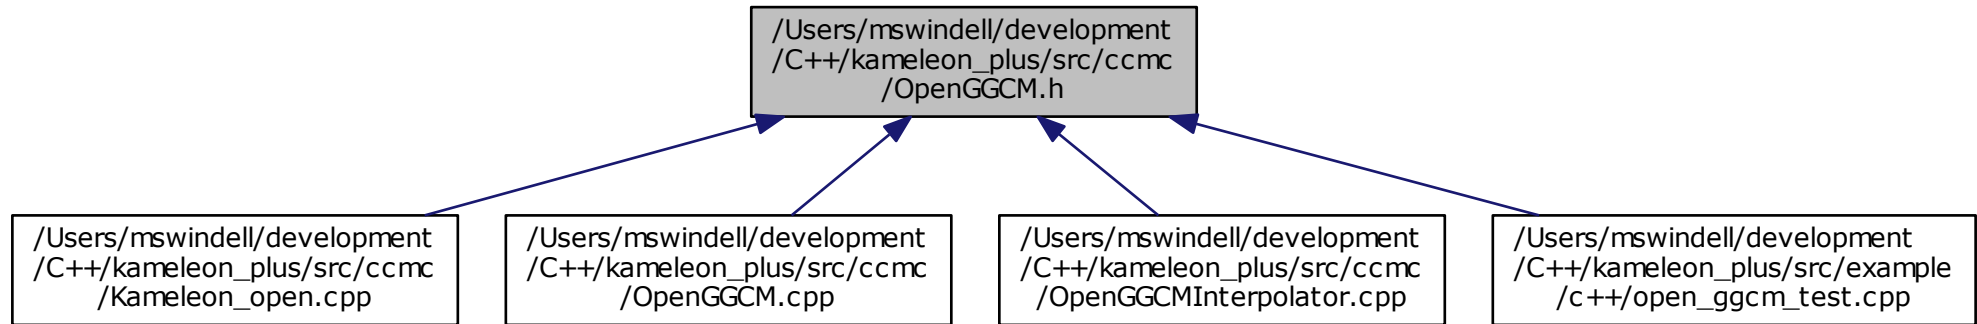 /Users/mswindell/development
/C++/kameleon_plus/src/ccmc
/OpenGGCM.h
/Users/mswindell/development
/C++/kameleon_plus/src/ccmc
/Kameleon_open.cpp
/Users/mswindell/development
/C++/kameleon_plus/src/ccmc
/OpenGGCM.cpp
/Users/mswindell/development
/C++/kameleon_plus/src/ccmc
/OpenGGCMInterpolator.cpp
/Users/mswindell/development
/C++/kameleon_plus/src/example
/c++/open_ggcm_test.cpp